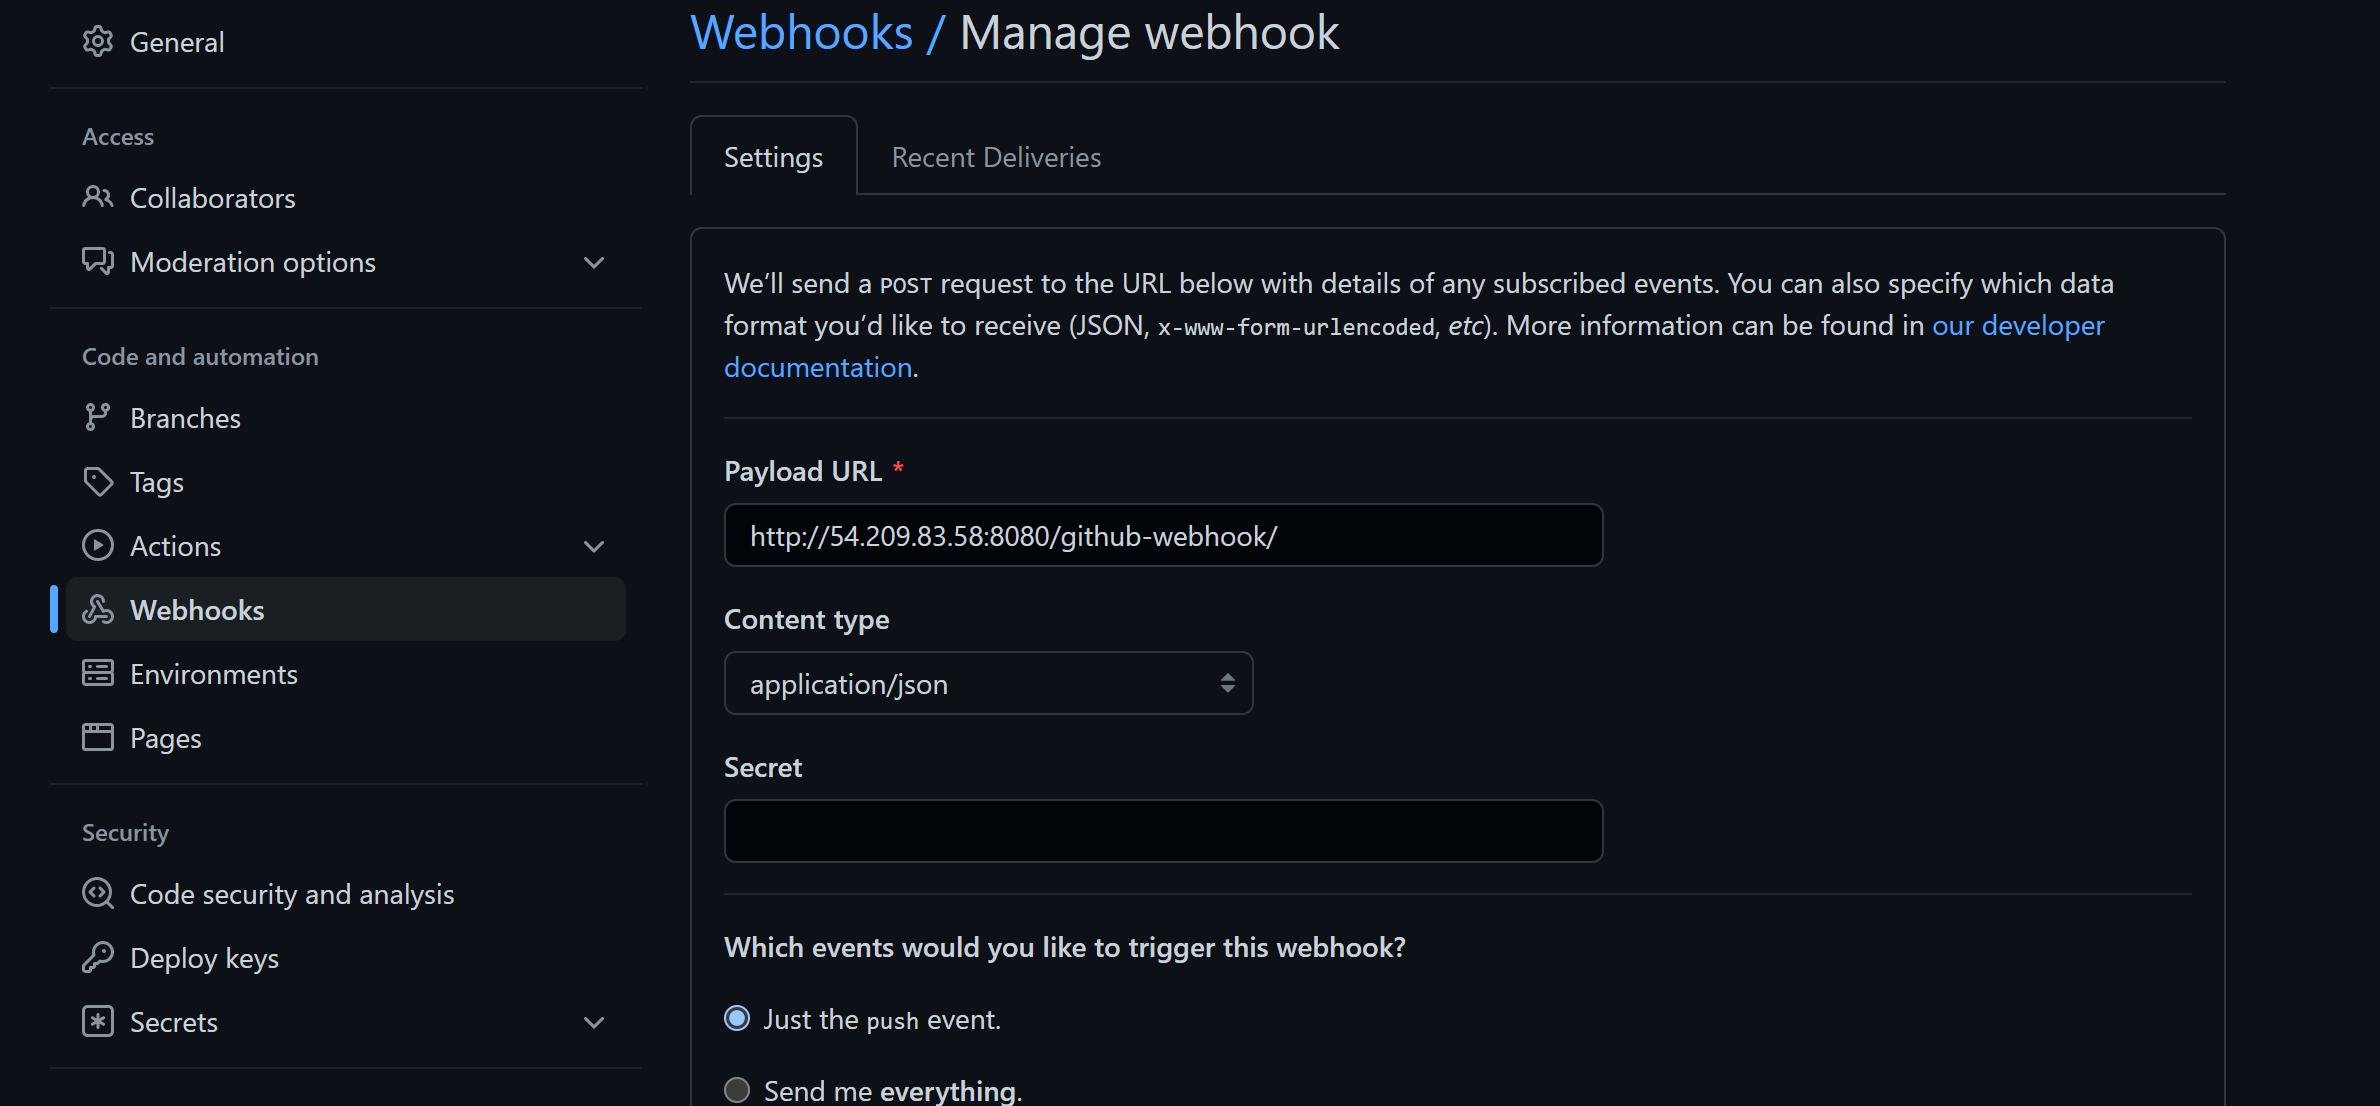 General
Access
Collaborators
Moderation options
Code and automation
Branches
Tags
Actions
Webhooks
Environments
Pages
Security
Code security and analysis
Deploy keys
Secrets
Webhooks / Manage webhook
Settings
Recent Deliveries
We’ll send a POST request to the URL below with details of any subscribed events. You can also specify which data
format you’d like to receive (JSON, x-www-form-urlencoded, etc). More information can be found in our developer
documentation.
Payload URL *
http://54.209.83.58:8080/github-webhook/
Content type
application/json
Secret
Which events would you like to trigger this webhook?
Just the push event.
Send me everything.